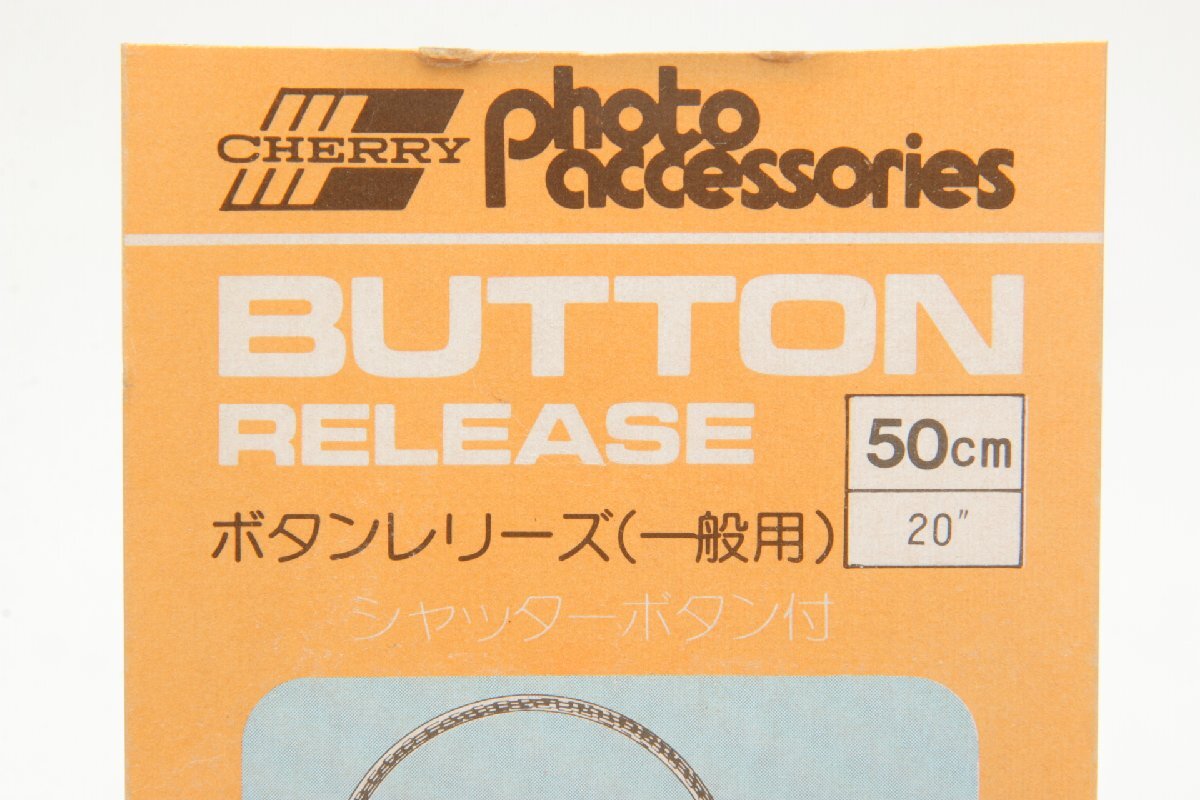 CHERRY
photo
accessories
BUTTON
RELEASE
50cm
20"
ボタンレリーズ(一般用)
シャッターボタン付